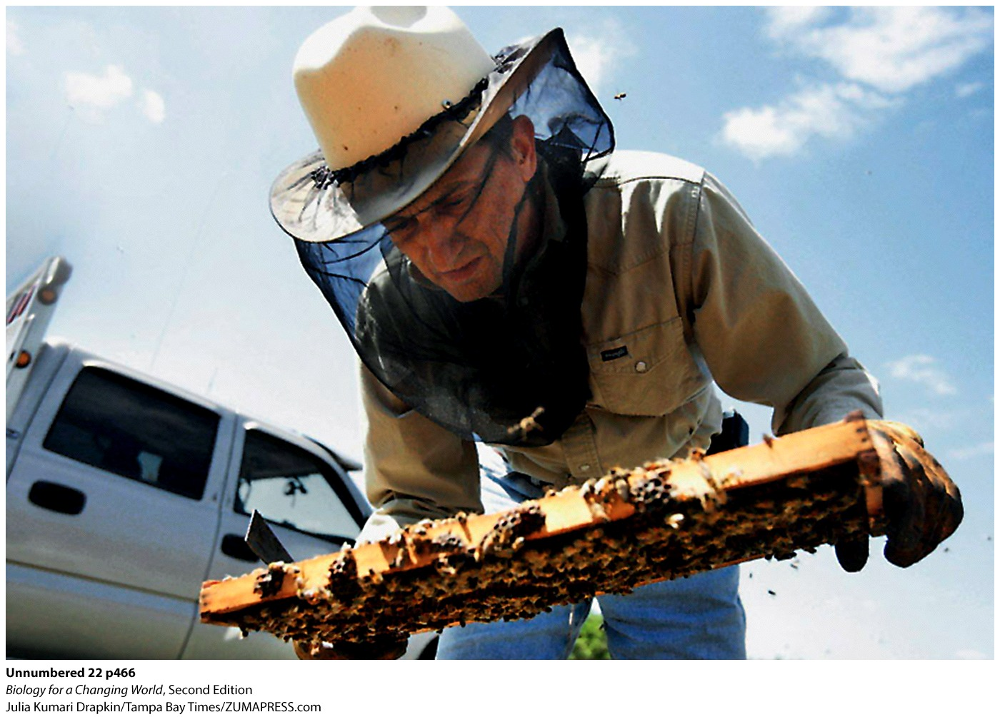 Unnumbered 22 p466
Biology for a Changing World, Second Edition
Julia Kumari Drapkin/Tampa Bay Times/ZUMAPRESS.com